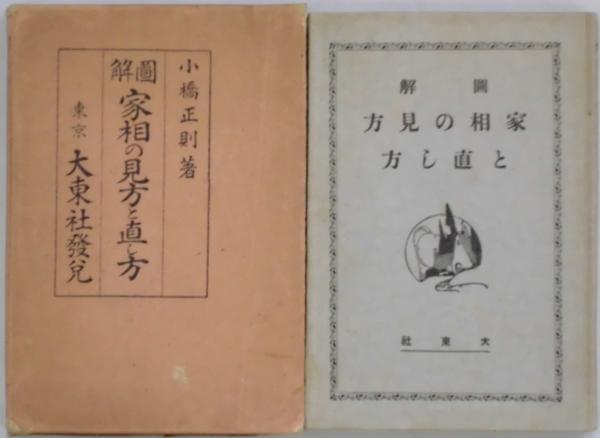 小橋正則著
圖解
家相の見方と直し方
東京
大東社發兌
圖解
家相の見方
と直し方
大東社